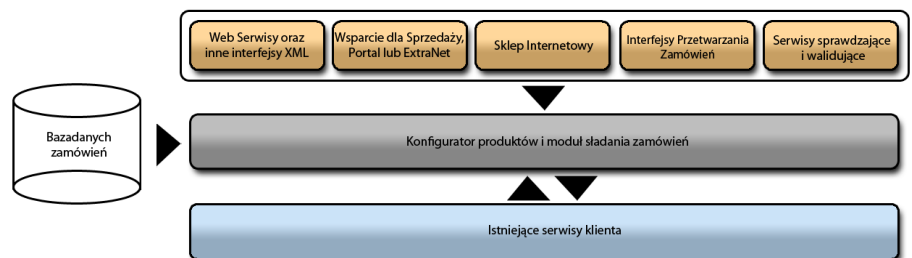 Web Serwisy oraz
inne interfejsy XML
Wsparcie dla Sprzedaży,
Portal lub ExtraNet
Sklep Internetowy
Interfejsy Przetwarzania
Zamówień
Serwisy sprawdzające
i walidujące
Bazadanych
zamówień
Konfigurator produktów i moduł sładania zamówień
Istniejące serwisy klienta